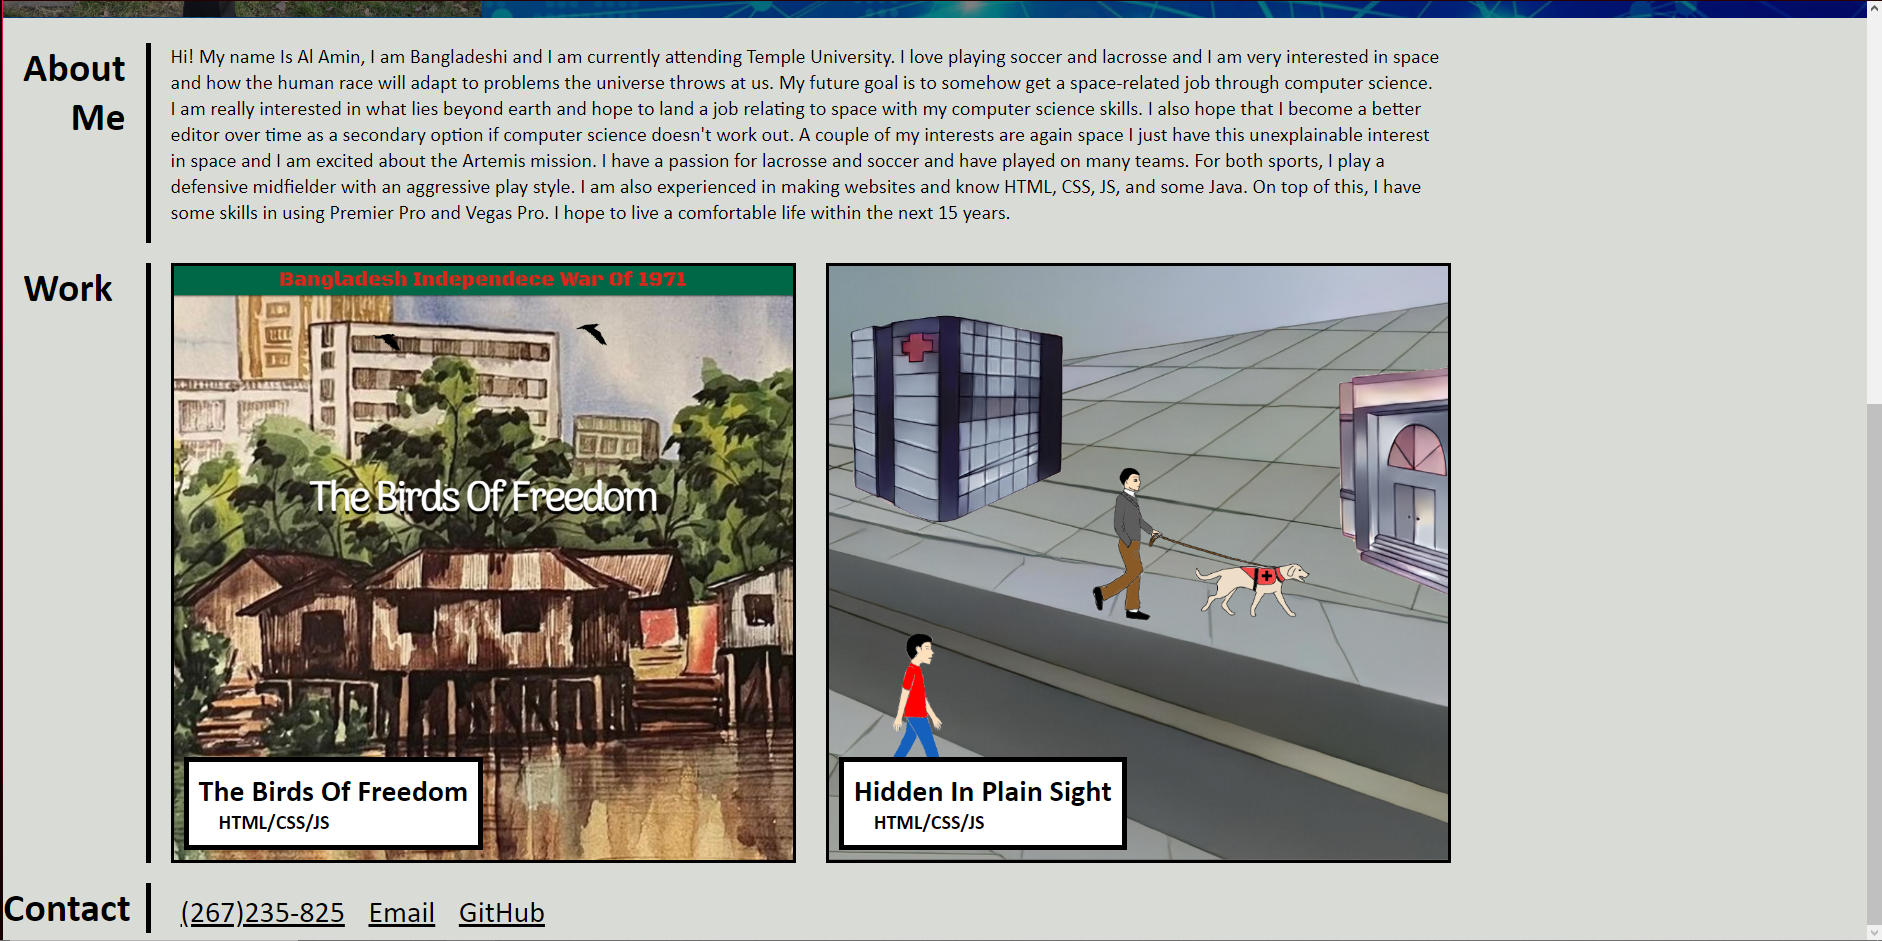 About
Me
Hi! My name Is Al Amin, I am Bangladeshi and I am currently attending Temple University. I love playing soccer and lacrosse and I am very interested in space
and how the human race will adapt to problems the universe throws at us. My future goal is to somehow get a space-related job through computer science.
I am really interested in what lies beyond earth and hope to land a job relating to space with my computer science skills. I also hope that I become a better
editor over time as a secondary option if computer science doesn't work out. A couple of my interests are again space I just have this unexplainable interest
in space and I am excited about the Artemis mission. I have a passion for lacrosse and soccer and have played on many teams. For both sports, I play a
defensive midfielder with an aggressive play style. I am also experienced in making websites and know HTML, CSS, JS, and some Java. On top of this, I have
some skills in using Premier Pro and Vegas Pro. I hope to live a comfortable life within the next 15 years.
Work
Bangladesh Independece War Of 1971
The Birds Of Freedom
The Birds Of Freedom
HTML/CSS/JS
Hidden In Plain Sight
HTML/CSS/JS
Contact
(267)235-825 Email GitHub